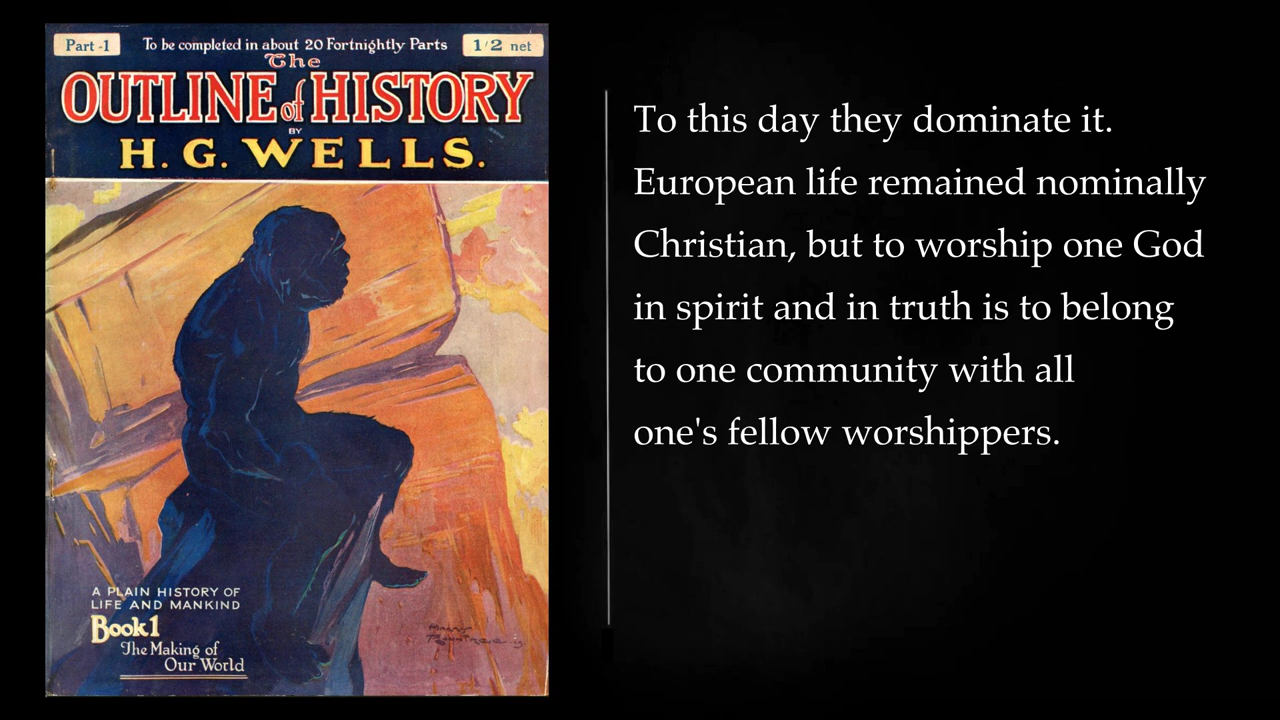 Part -1
To be completed in about 20 Fortnightly Parts
1/2 net
The
OUTLINE of HISTORY
BY
H. G. WELLS.
A PLAIN HISTORY OF
LIFE AND MANKIND
Book 1
The Making of
Our World
To this day they dominate it.
European life remained nominally
Christian, but to worship one God
in spirit and in truth is to belong
to one community with all
one's fellow worshippers.